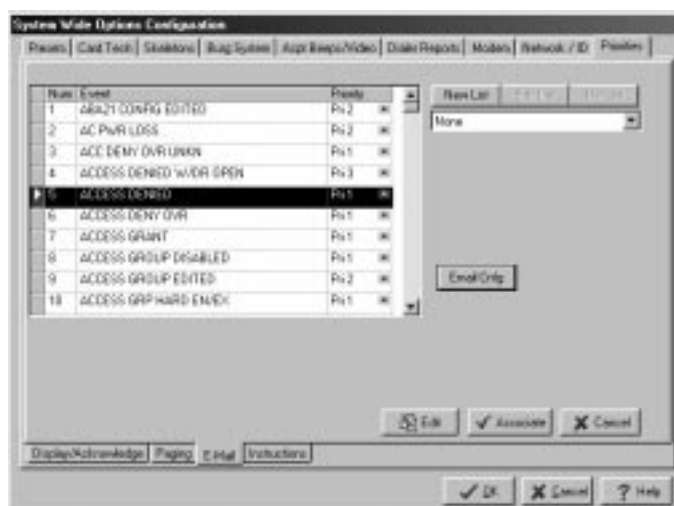 System Wide Options Configuration
Params Card Tech Skeletons Burg System Aspt Beeps/Video Dialer Reports Modem Network / ID Priorities
Num Event Priority
1 ABA21 CONFIG EDITED Pri 2
2 AC PWR LOSS Pri 2
3 ACC DENY OVR UNKN Pri 1
4 ACCESS DENIED W/DR OPEN Pri 3
5 ACCESS DENIED Pri 1
6 ACCESS DENY OVR Pri 1
7 ACCESS GRANT Pri 1
8 ACCESS GROUP DISABLED Pri 1
9 ACCESS GROUP EDITED Pri 2
10 ACCESS GRP HARD EN/EX Pri 1
New List
None
Email Cnfg
Edit Associate Cancel
Display/Acknowledge Paging E-Mail Instructions
OK Cancel Help